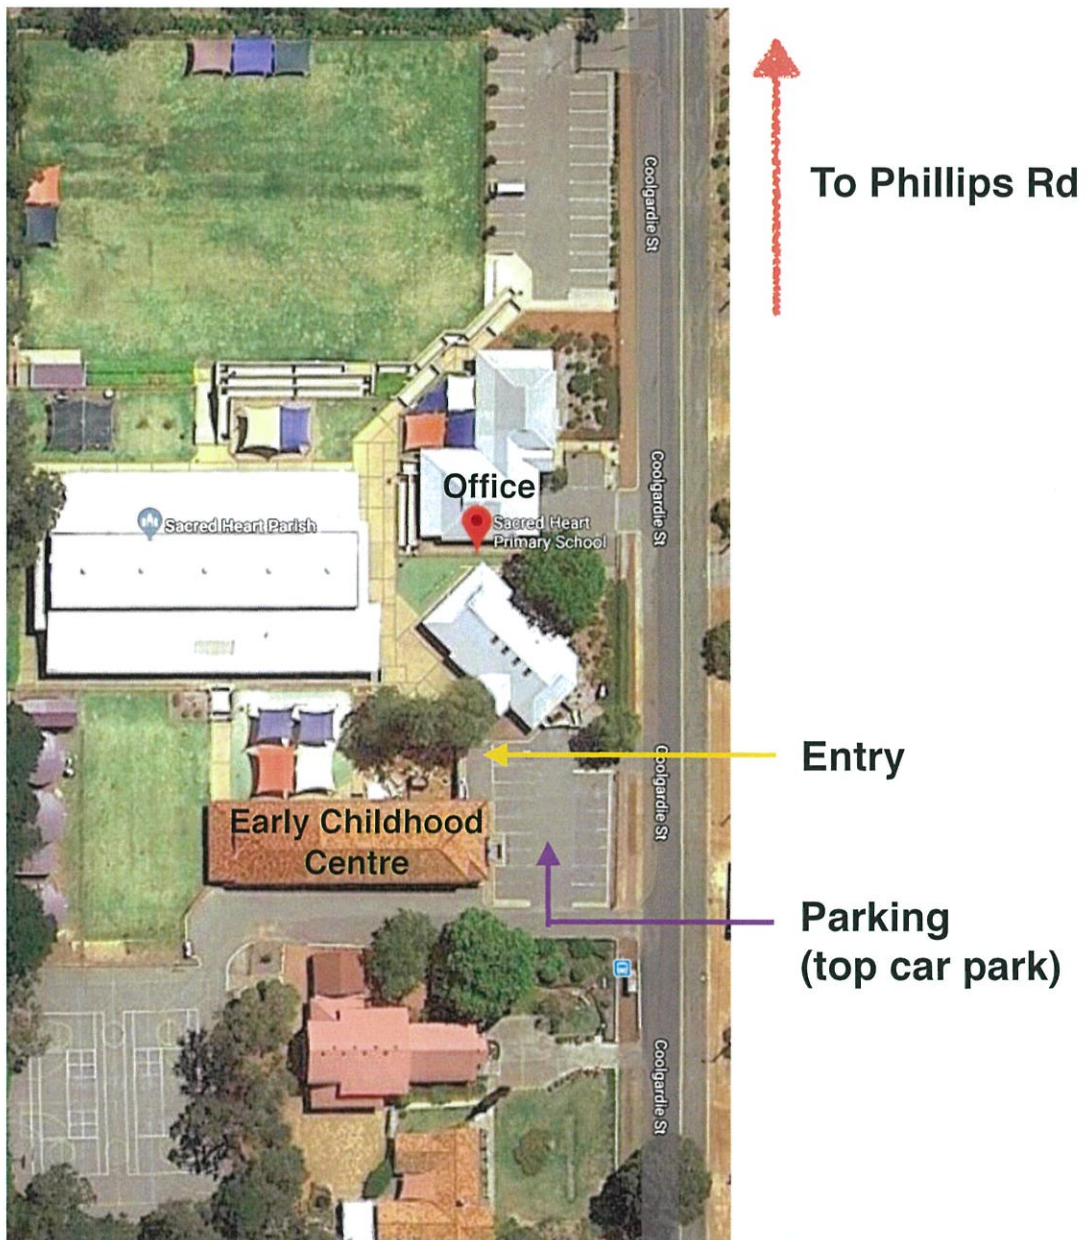 To Phillips Rd
Coolgardie St
Coolgardie St
Office
Sacred Heart Parish
Sacred Heart
Primary School
Entry
Coolgardie St
Early Childhood
Centre
Parking
(top car park)
Coolgardie St